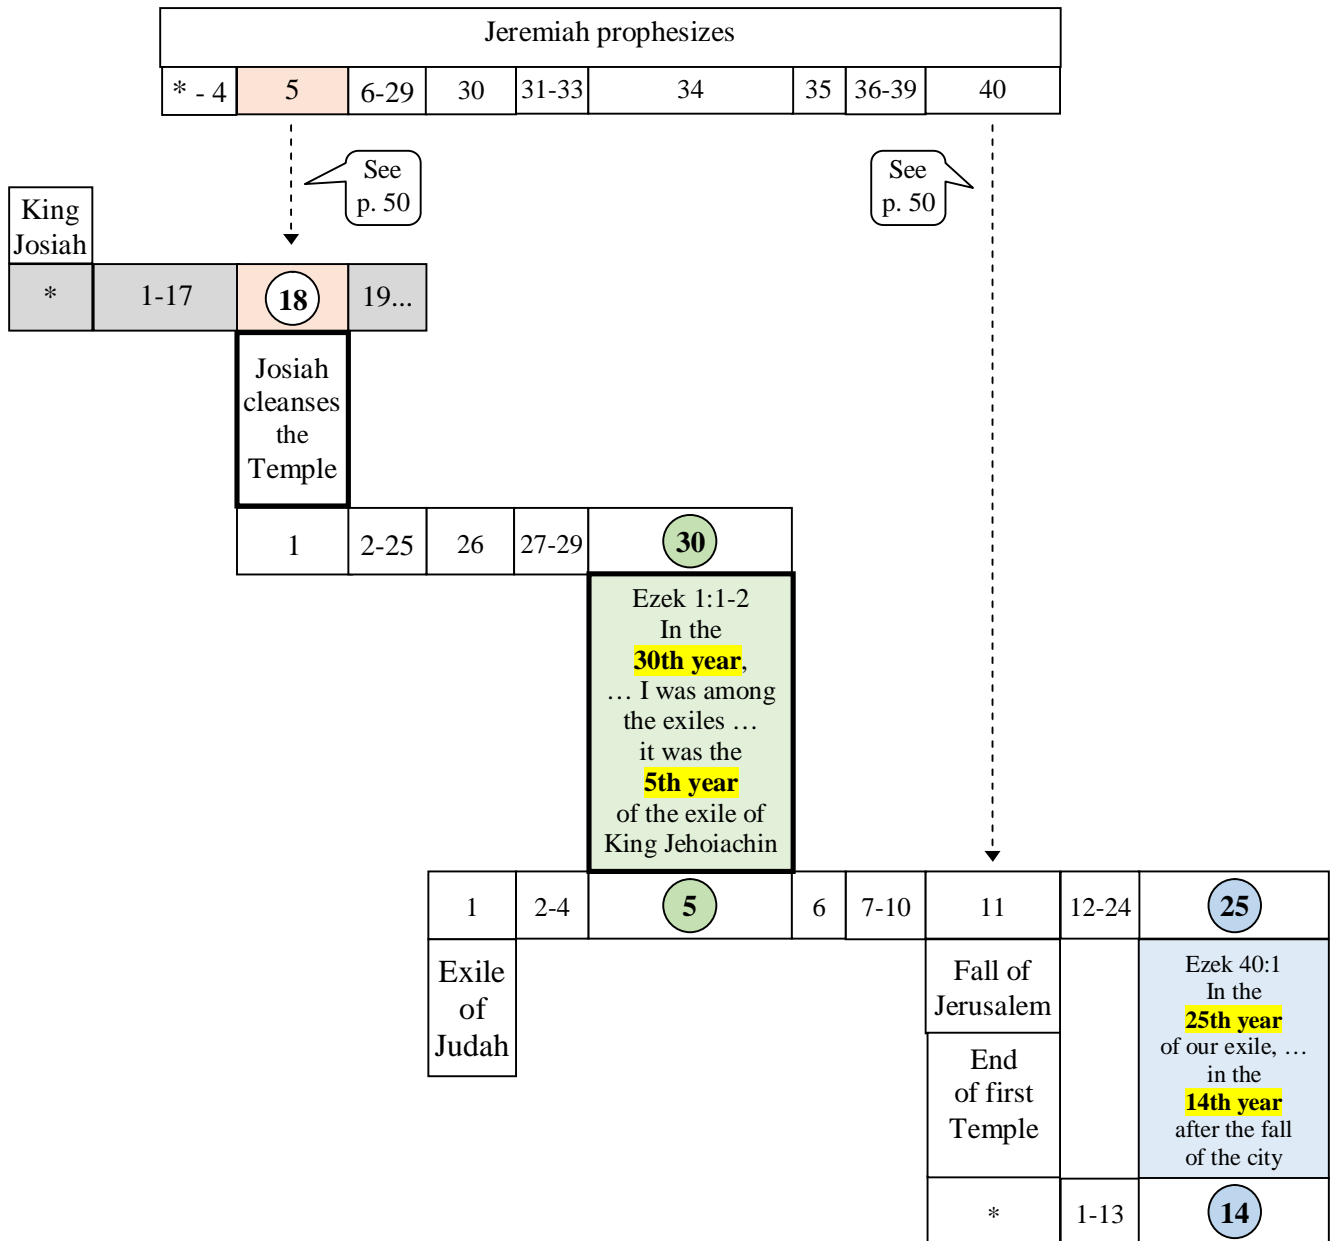 Jeremiah prophesizes
* - 4 5 6-29 30 31-33 34 35 36-39 40
See
p. 50
See
p. 50
King
Josiah
* 1-17 18 19...
Josiah
cleanses
the
Temple
1 2-25 26 27-29 30
Ezek 1:1-2
In the
30th year,
… I was among
the exiles …
it was the
5th year
of the exile of
King Jehoiachin
1 2-4 5 6 7-10 11 12-24 25
Exile
of
Judah
Fall of
Jerusalem
End
of first
Temple
Ezek 40:1
In the
25th year
of our exile, …
in the
14th year
after the fall
of the city
* 1-13 14